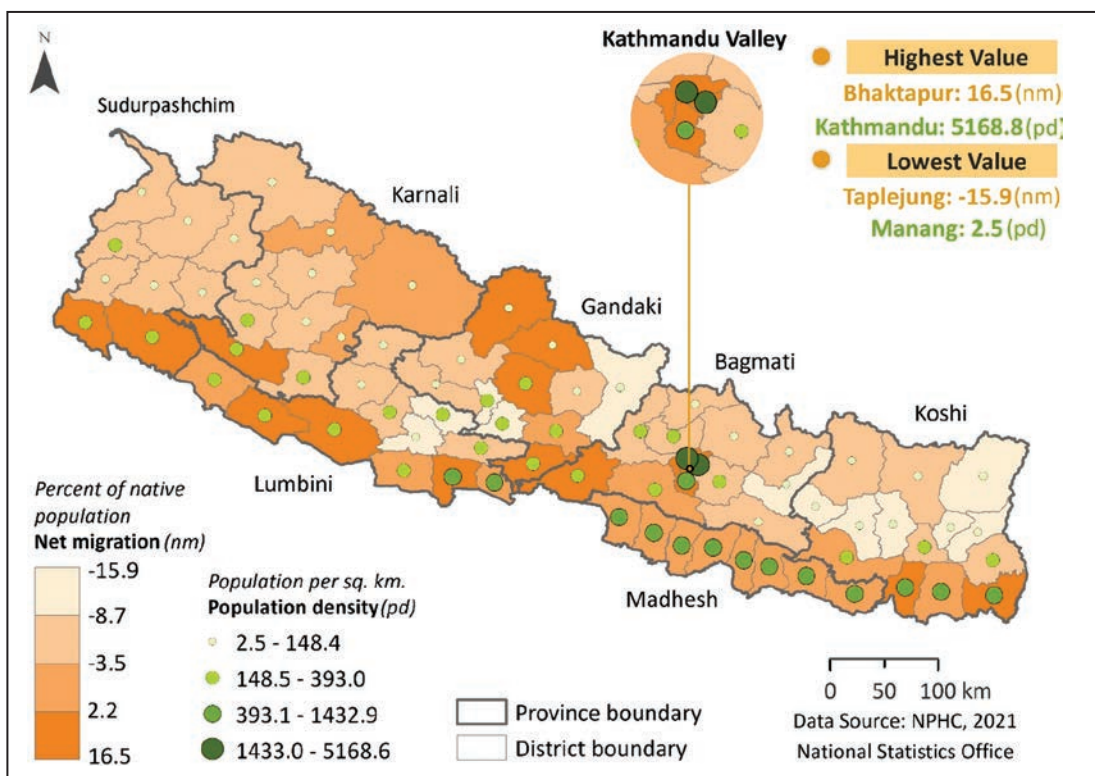 N
Kathmandu Valley
Highest Value
Bhaktapur: 16.5 (nm)
Kathmandu: 5168.8 (pd)
Lowest Value
Taplejung: -15.9 (nm)
Manang: 2.5 (pd)
Sudurpashchim
Karnali
Gandaki
Bagmati
Koshi
Lumbini
Madhesh
Percent of native
population
Net migration (nm)
-15.9
-8.7
-3.5
2.2
16.5
Population per sq. km.
Population density (pd)
2.5 - 148.4
148.5 - 393.0
393.1 - 1432.9
1433.0 - 5168.6
Province boundary
District boundary
0 50 100 km
Data Source: NPHC, 2021
National Statistics Office